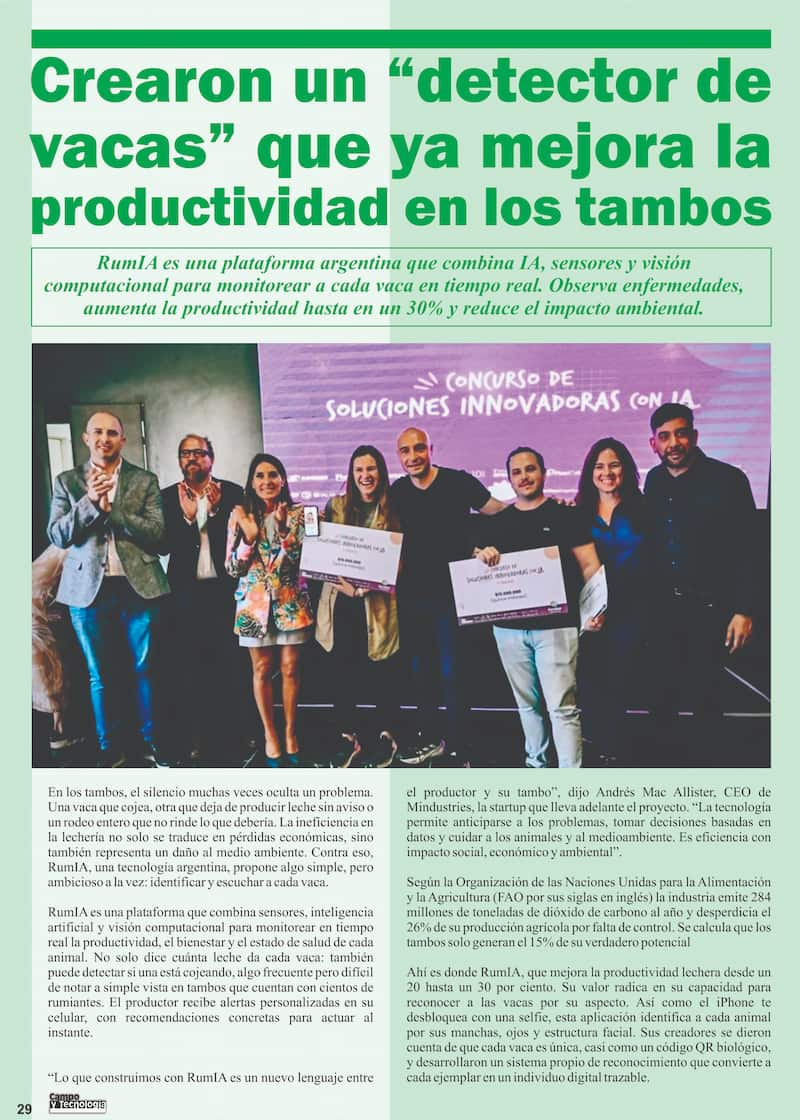 Crearon un “detector de
vacas” que ya mejora la
productividad en los tambos
RumIA es una plataforma argentina que combina IA, sensores y visión
computacional para monitorear a cada vaca en tiempo real. Observa enfermedades,
aumenta la productividad hasta en un 30% y reduce el impacto ambiental.
CONCURSO DE
SOLUCIONES INNOVADORAS CON IA
CONCURSO DE
SOLUCIONES INNOVADORAS CON IA
CONCURSO DE
SOLUCIONES INNOVADORAS CON IA
En los tambos, el silencio muchas veces oculta un problema.
Una vaca que cojea, otra que deja de producir leche sin aviso o
un rodeo entero que no rinde lo que debería. La ineficiencia en
la lechería no solo se traduce en pérdidas económicas, sino
también representa un daño al medio ambiente. Contra eso,
RumIA, una tecnología argentina, propone algo simple, pero
ambicioso a la vez: identificar y escuchar a cada vaca.
RumIA es una plataforma que combina sensores, inteligencia
artificial y visión computacional para monitorear en tiempo
real la productividad, el bienestar y el estado de salud de cada
animal. No solo dice cuánta leche da cada vaca: también
puede detectar si una está cojeando, algo frecuente pero difícil
de notar a simple vista en tambos que cuentan con cientos de
rumiantes. El productor recibe alertas personalizadas en su
celular, con recomendaciones concretas para actuar al
instante.
“Lo que construimos con RumIA es un nuevo lenguaje entre
el productor y su tambo”, dijo Andrés Mac Allister, CEO de
Mindustries, la startup que lleva adelante el proyecto. “La tecnología
permite anticiparse a los problemas, tomar decisiones basadas en
datos y cuidar a los animales y al medioambiente. Es eficiencia con
impacto social, económico y ambiental”.
Según la Organización de las Naciones Unidas para la Alimentación
y la Agricultura (FAO por sus siglas en inglés) la industria emite 284
millones de toneladas de dióxido de carbono al año y desperdicia el
26% de su producción agrícola por falta de control. Se calcula que los
tambos solo generan el 15% de su verdadero potencial
Ahí es donde RumIA, que mejora la productividad lechera desde un
20 hasta un 30 por ciento. Su valor radica en su capacidad para
reconocer a las vacas por su aspecto. Así como el iPhone te
desbloquea con una selfie, esta aplicación identifica a cada animal
por sus manchas, ojos y estructura facial. Sus creadores se dieron
cuenta de que cada vaca es única, casi como un código QR biológico,
y desarrollaron un sistema propio de reconocimiento que convierte a
cada ejemplar en un individuo digital trazable.
29
Campo
y Tecnología